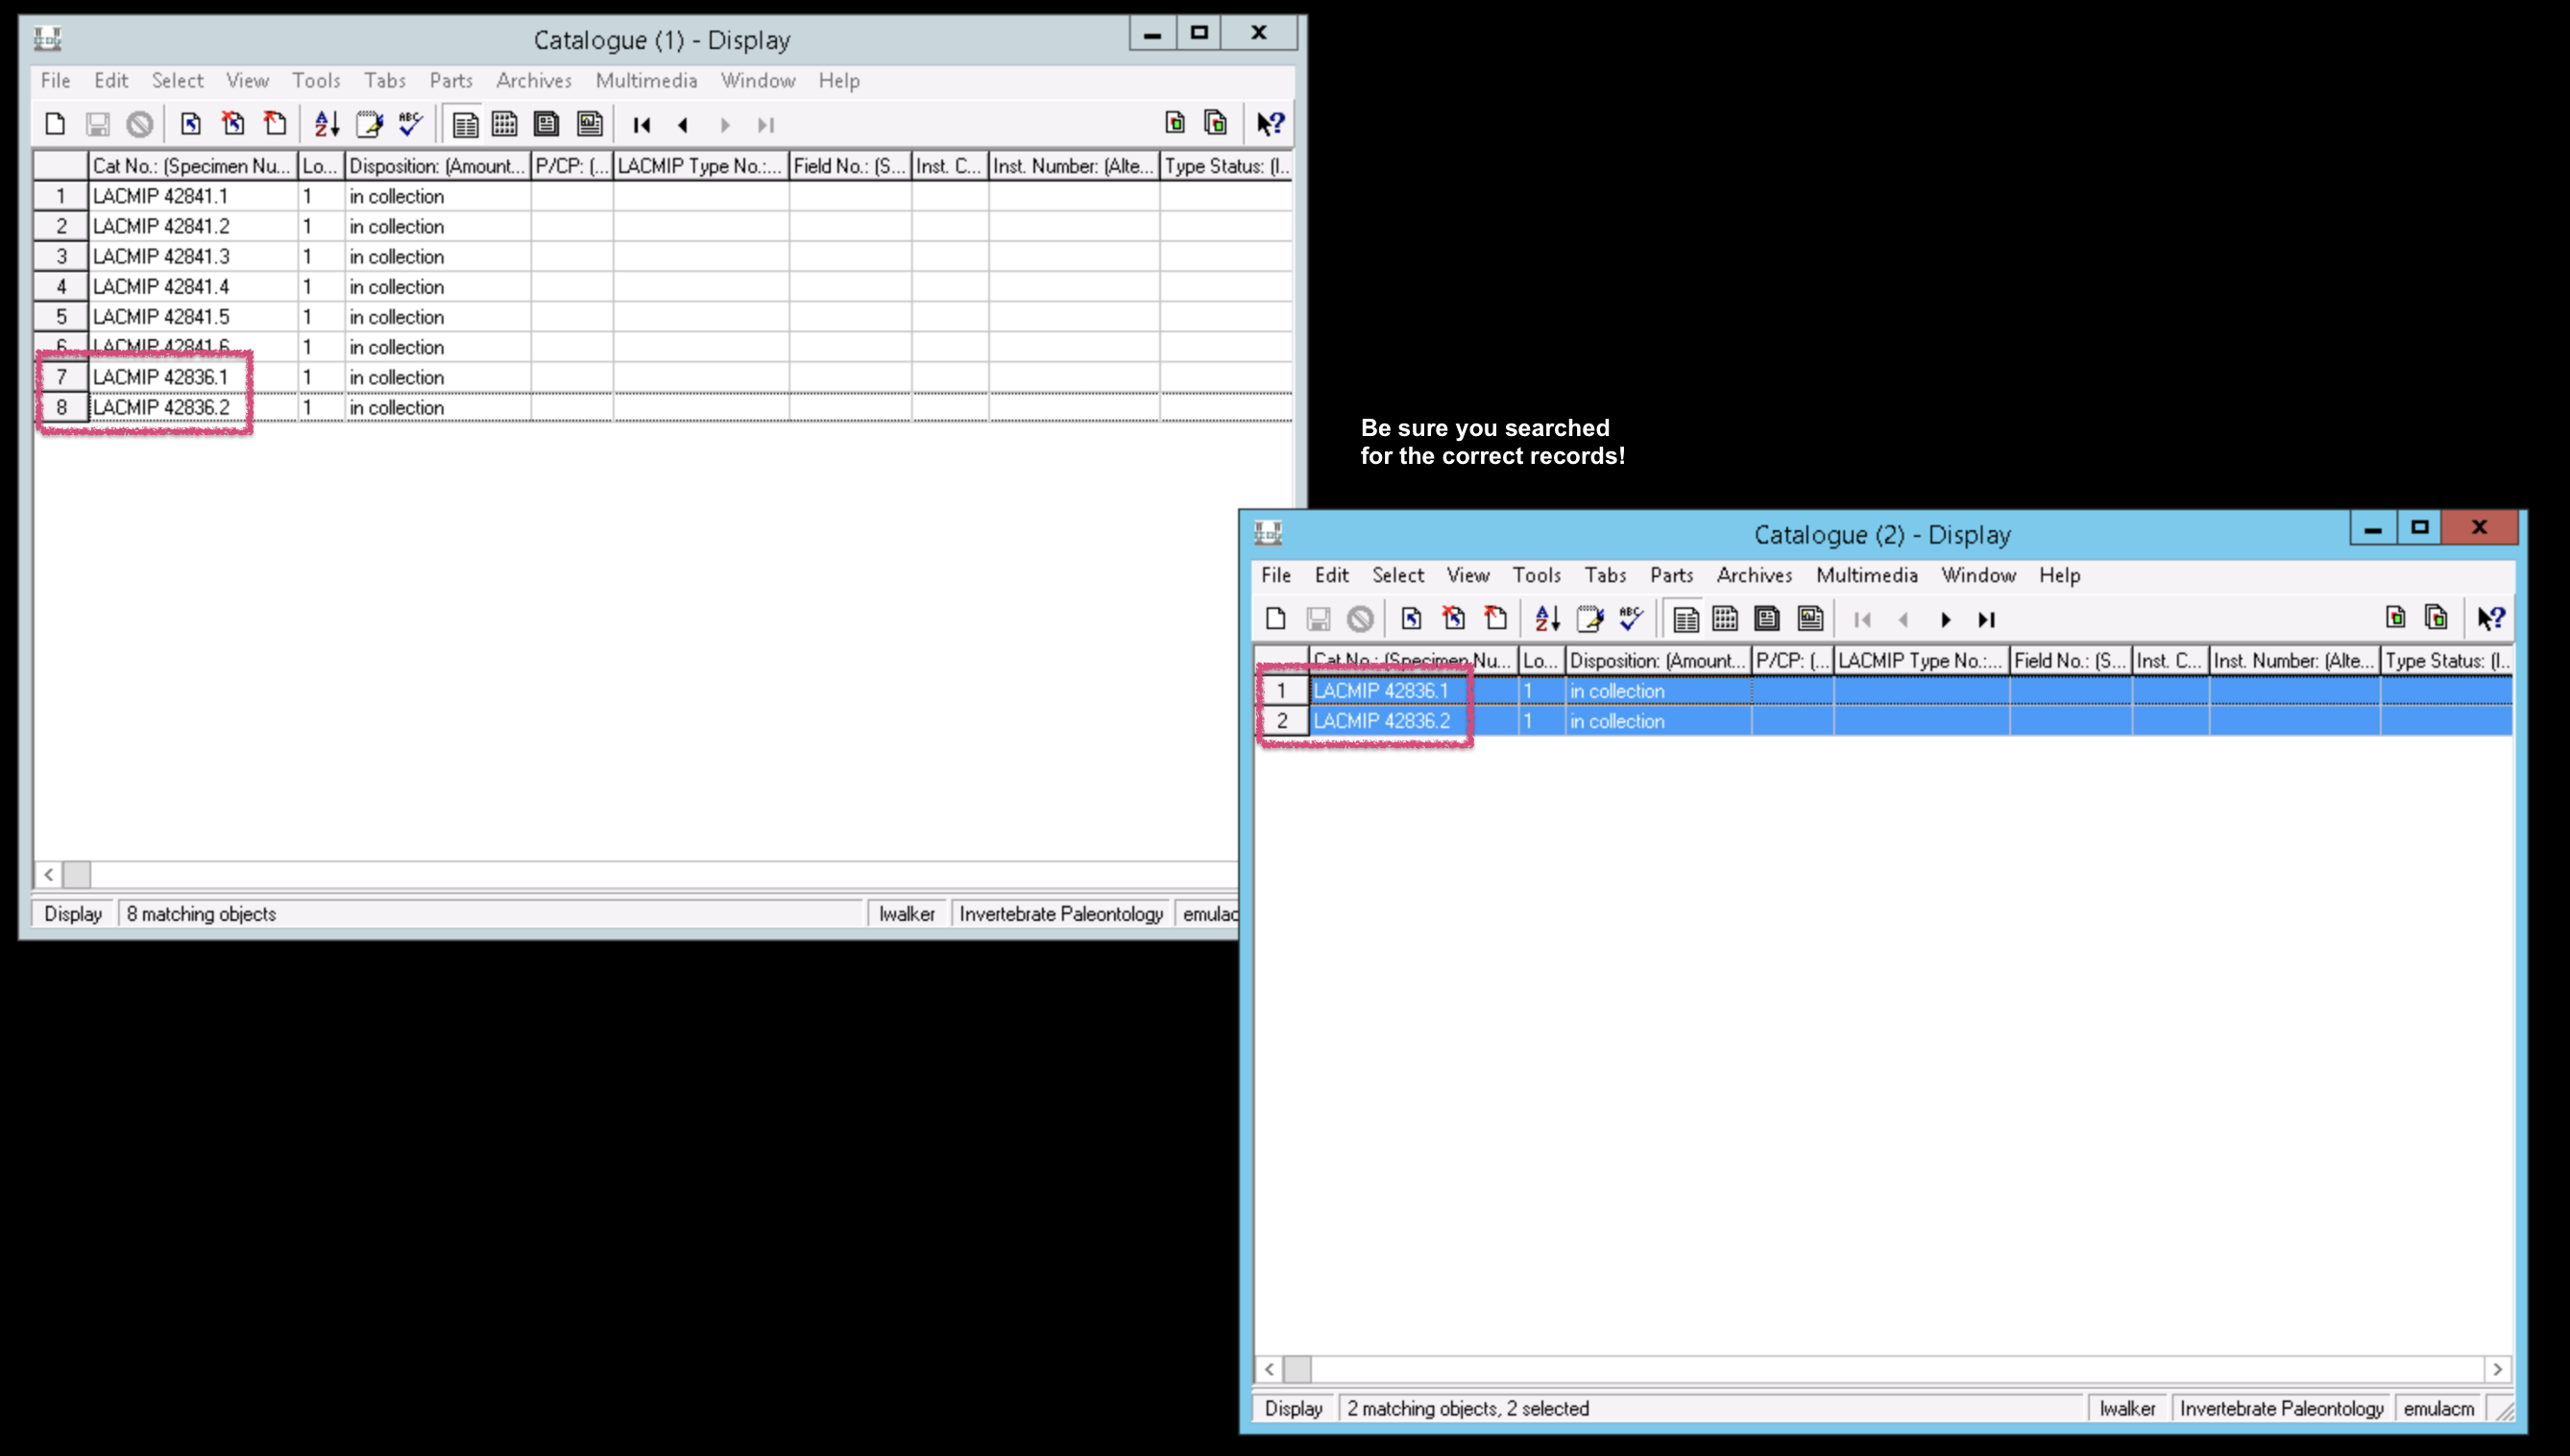 Catalogue (1) - Display
File Edit Select View Tools Tabs Parts Archives Multimedia Window Help
Cat No.: (Specimen Nu... Lo... Disposition: (Amount... P/CP: (... LACMIP Type No.:... Field No.: (S... Inst. C... Inst. Number: (Alte... Type Status: (I...
1 LACMIP 42841.1 1 in collection
2 LACMIP 42841.2 1 in collection
3 LACMIP 42841.3 1 in collection
4 LACMIP 42841.4 1 in collection
5 LACMIP 42841.5 1 in collection
6 LACMIP 42841.6 1 in collection
7 LACMIP 42836.1 1 in collection
8 LACMIP 42836.2 1 in collection
Display 8 matching objects lwalker Invertebrate Paleontology emulac
Be sure you searched
for the correct records!
Catalogue (2) - Display
File Edit Select View Tools Tabs Parts Archives Multimedia Window Help
Cat No.: (Specimen Nu... Lo... Disposition: (Amount... P/CP: (... LACMIP Type No.:... Field No.: (S... Inst. C... Inst. Number: (Alte... Type Status: (I...
1 LACMIP 42836.1 1 in collection
2 LACMIP 42836.2 1 in collection
Display 2 matching objects, 2 selected lwalker Invertebrate Paleontology emulacm